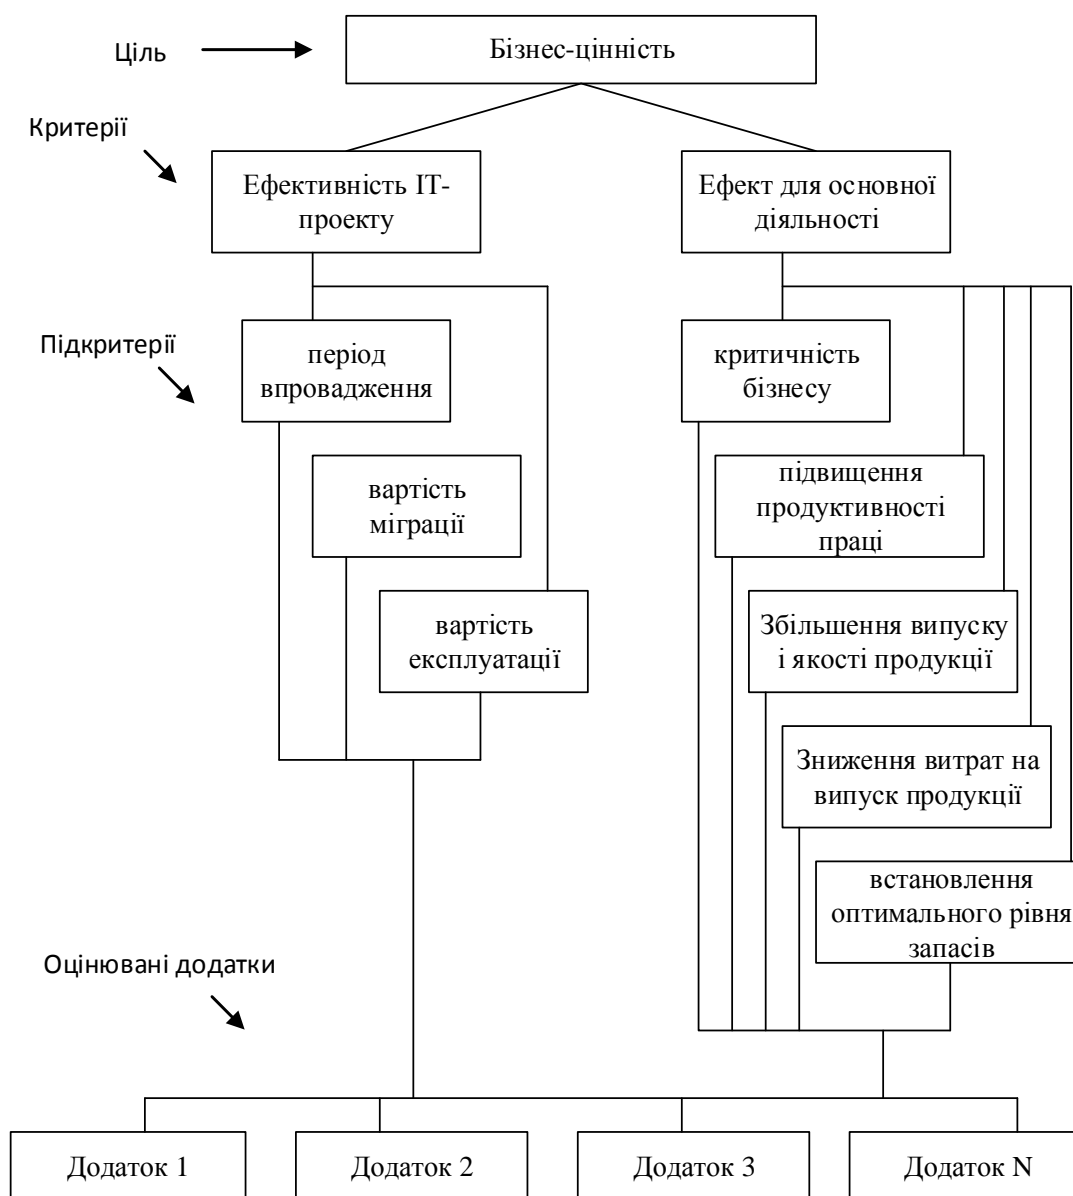 Ціль
Бізнес-цінність
Критерії
Ефективність ІТ-
проекту
Ефект для основної
діяльності
Підкритерії
період
впровадження
критичність
бізнесу
вартість
міграції
підвищення
продуктивності
праці
вартість
експлуатації
Збільшення випуску
і якості продукції
Зниження витрат на
випуск продукції
встановлення
оптимального рівня
запасів
Оцінювані додатки
Додаток 1
Додаток 2
Додаток 3
Додаток N